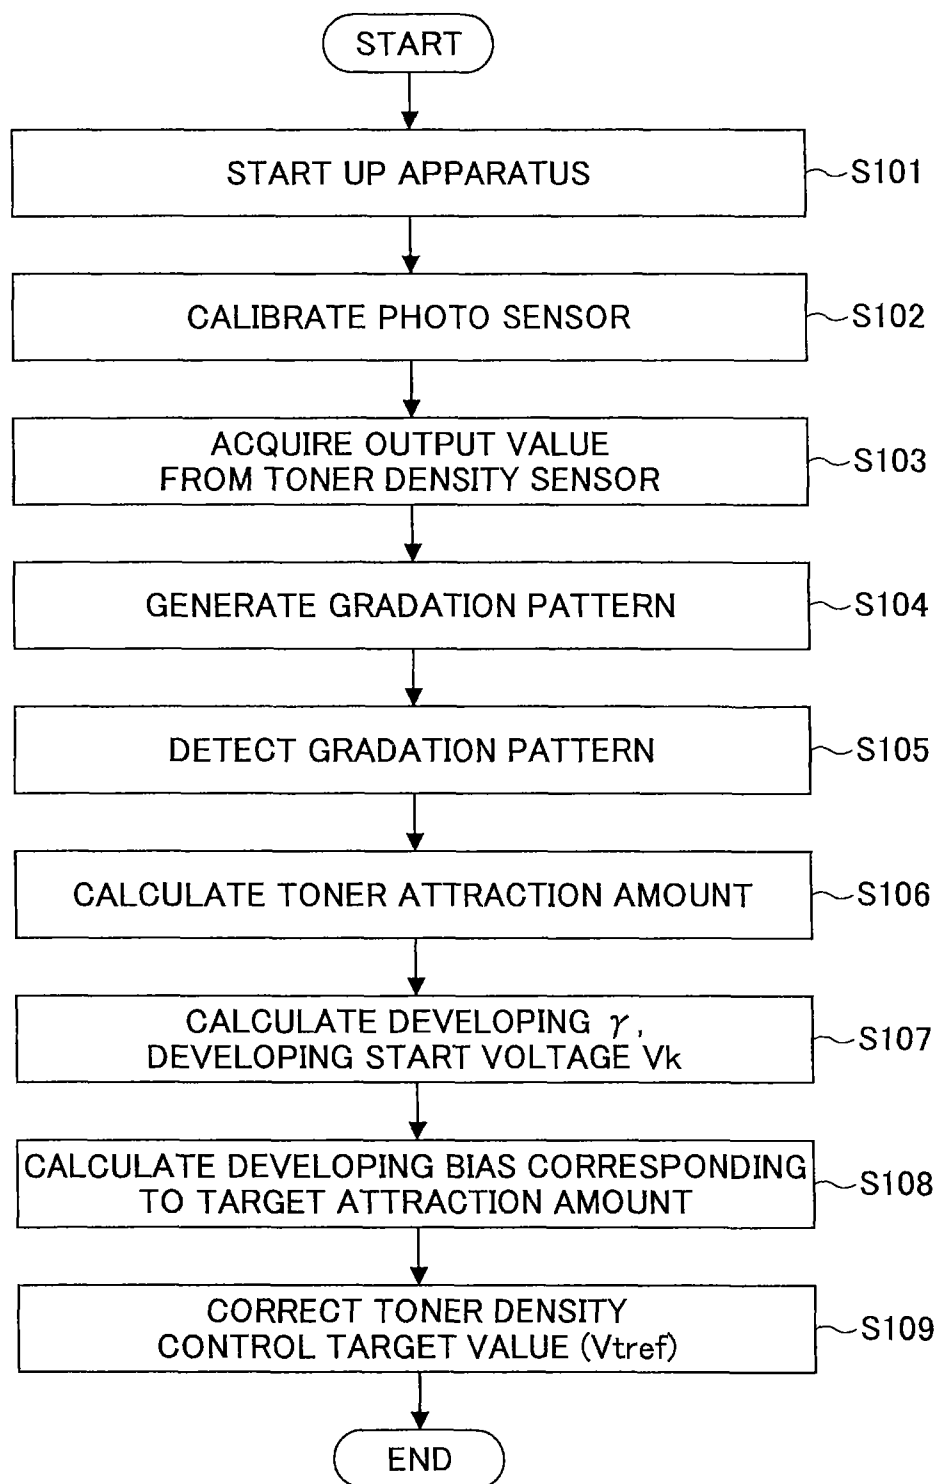 START
START UP APPARATUS
S101
CALIBRATE PHOTO SENSOR
S102
ACQUIRE OUTPUT VALUE
FROM TONER DENSITY SENSOR
S103
GENERATE GRADATION PATTERN
S104
DETECT GRADATION PATTERN
S105
CALCULATE TONER ATTRACTION AMOUNT
S106
CALCULATE DEVELOPING γ,
DEVELOPING START VOLTAGE Vk
S107
CALCULATE DEVELOPING BIAS CORRESPONDING
TO TARGET ATTRACTION AMOUNT
S108
CORRECT TONER DENSITY
CONTROL TARGET VALUE (Vtref)
S109
END